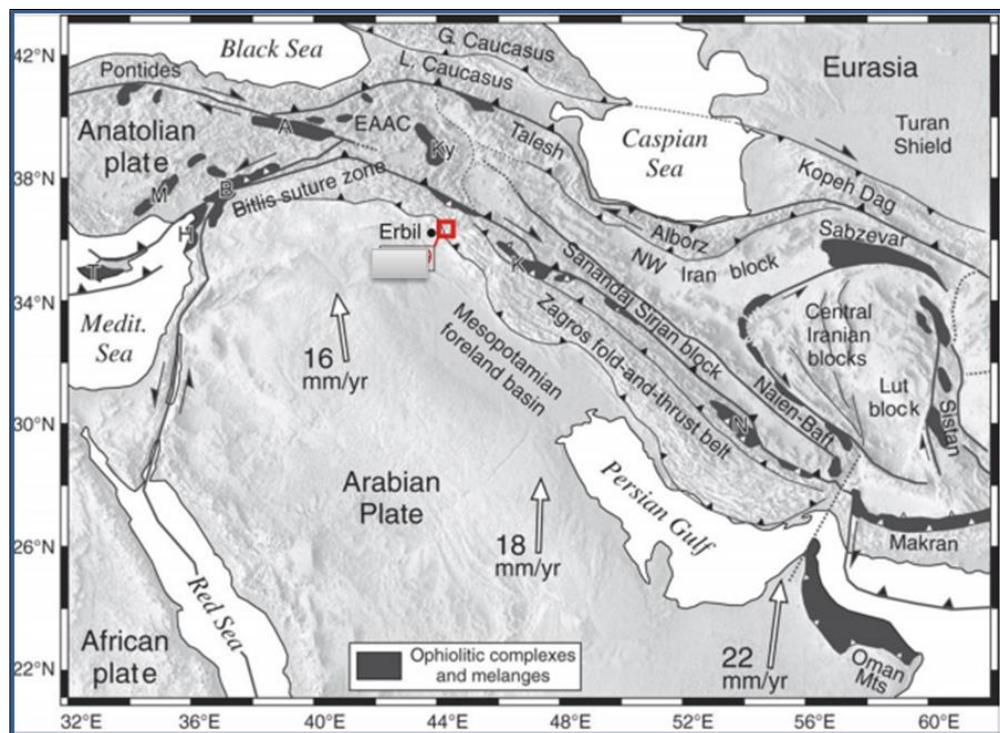 42°N
38°N
34°N
30°N
26°N
22°N
32°E
36°E
40°E
44°E
48°E
52°E
56°E
60°E
Black Sea
G. Caucasus
L. Caucasus
Eurasia
Pontides
Turan
Shield
Anatolian
plate
A
EAAC
Ky
Talesh
Caspian
Sea
Kopeh Dag
M
B
Bitlis suture zone
H
T
Erbil
K
Alborz
NW
Iran block
Sabzevar
Sanandaj Sirjan block
Medit.
Sea
16
mm/yr
Mesopotamian
foreland basin
Zagros fold-and-thrust belt
Central
Iranian
blocks
Lut
block
Sistan
Naien-Baft
N
Arabian
Plate
Persian Gulf
18
mm/yr
Makran
Red Sea
African
plate
Ophiolitic complexes
and melanges
22
mm/yr
Oman
Mts